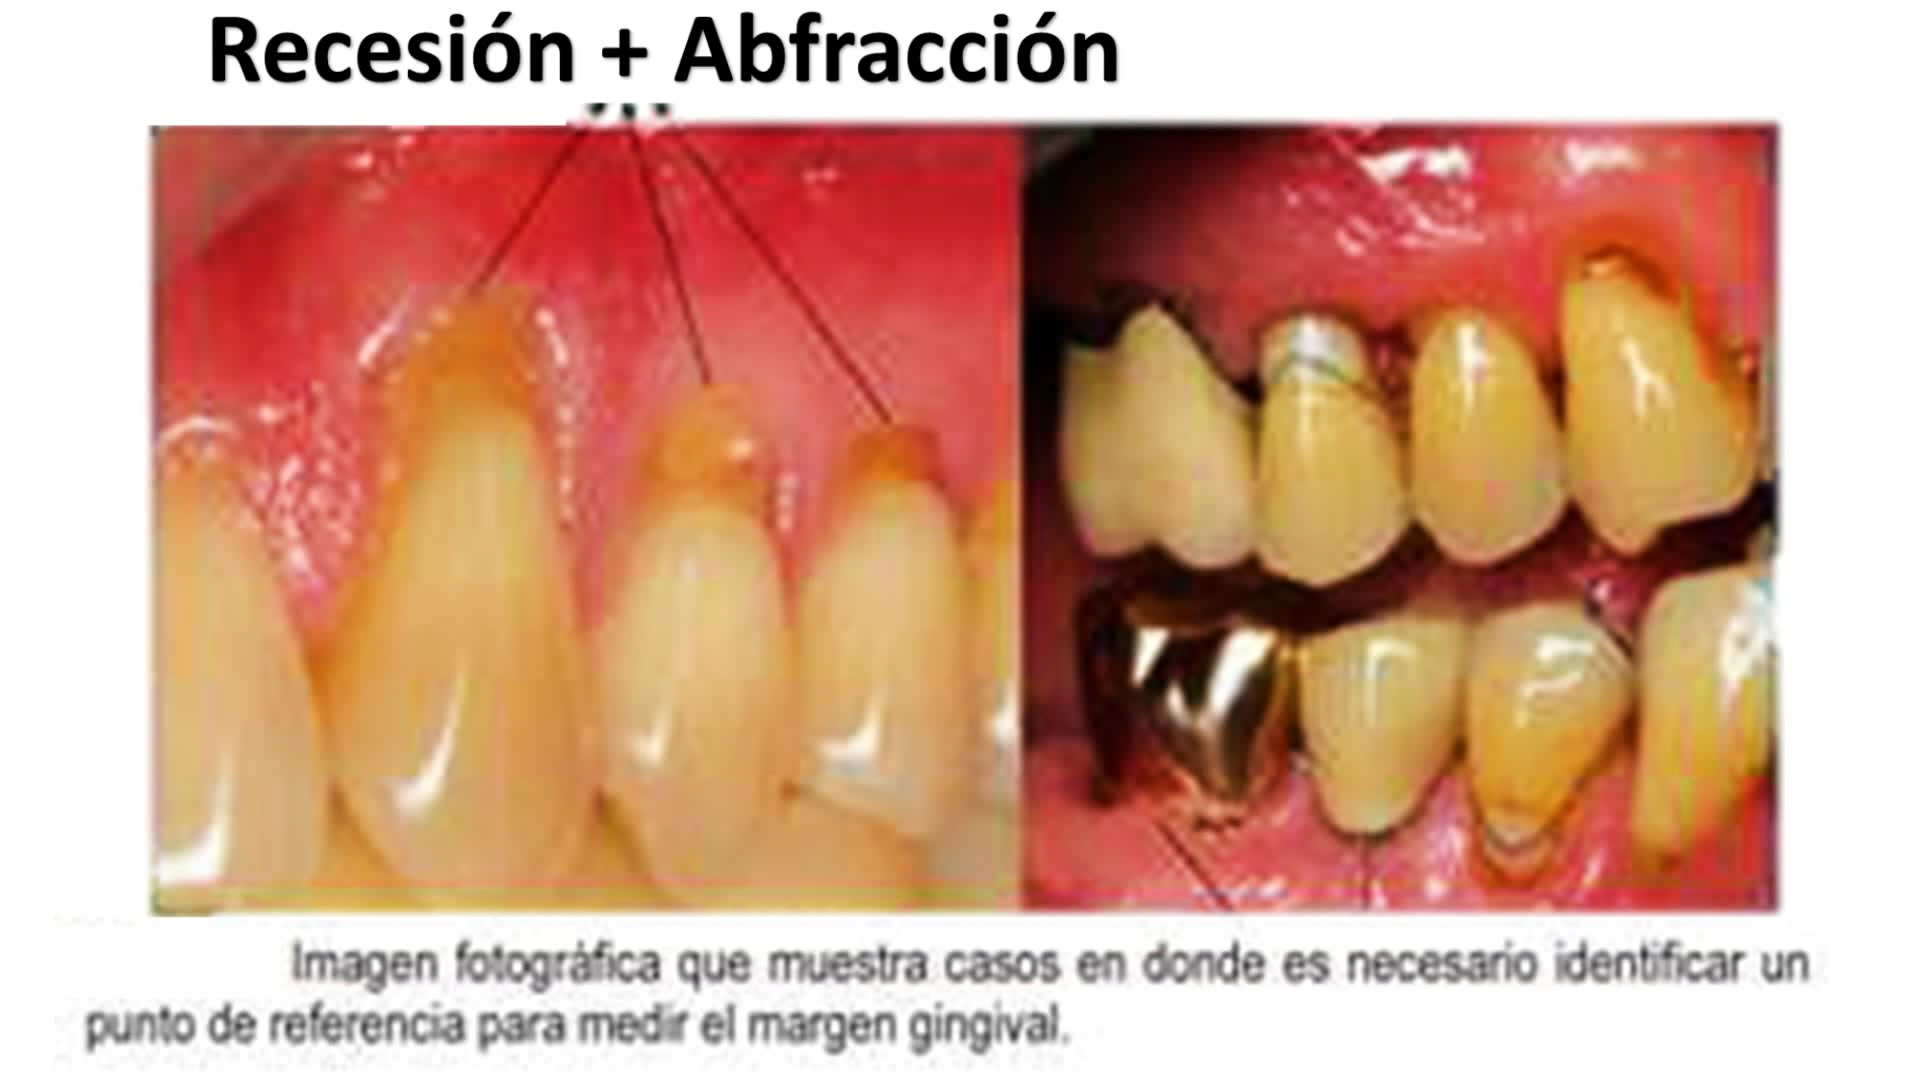 Recesión + Abfracción
Imagen fotográfica que muestra casos en donde es necesario identificar un
punto de referencia para medir el margen gingival.